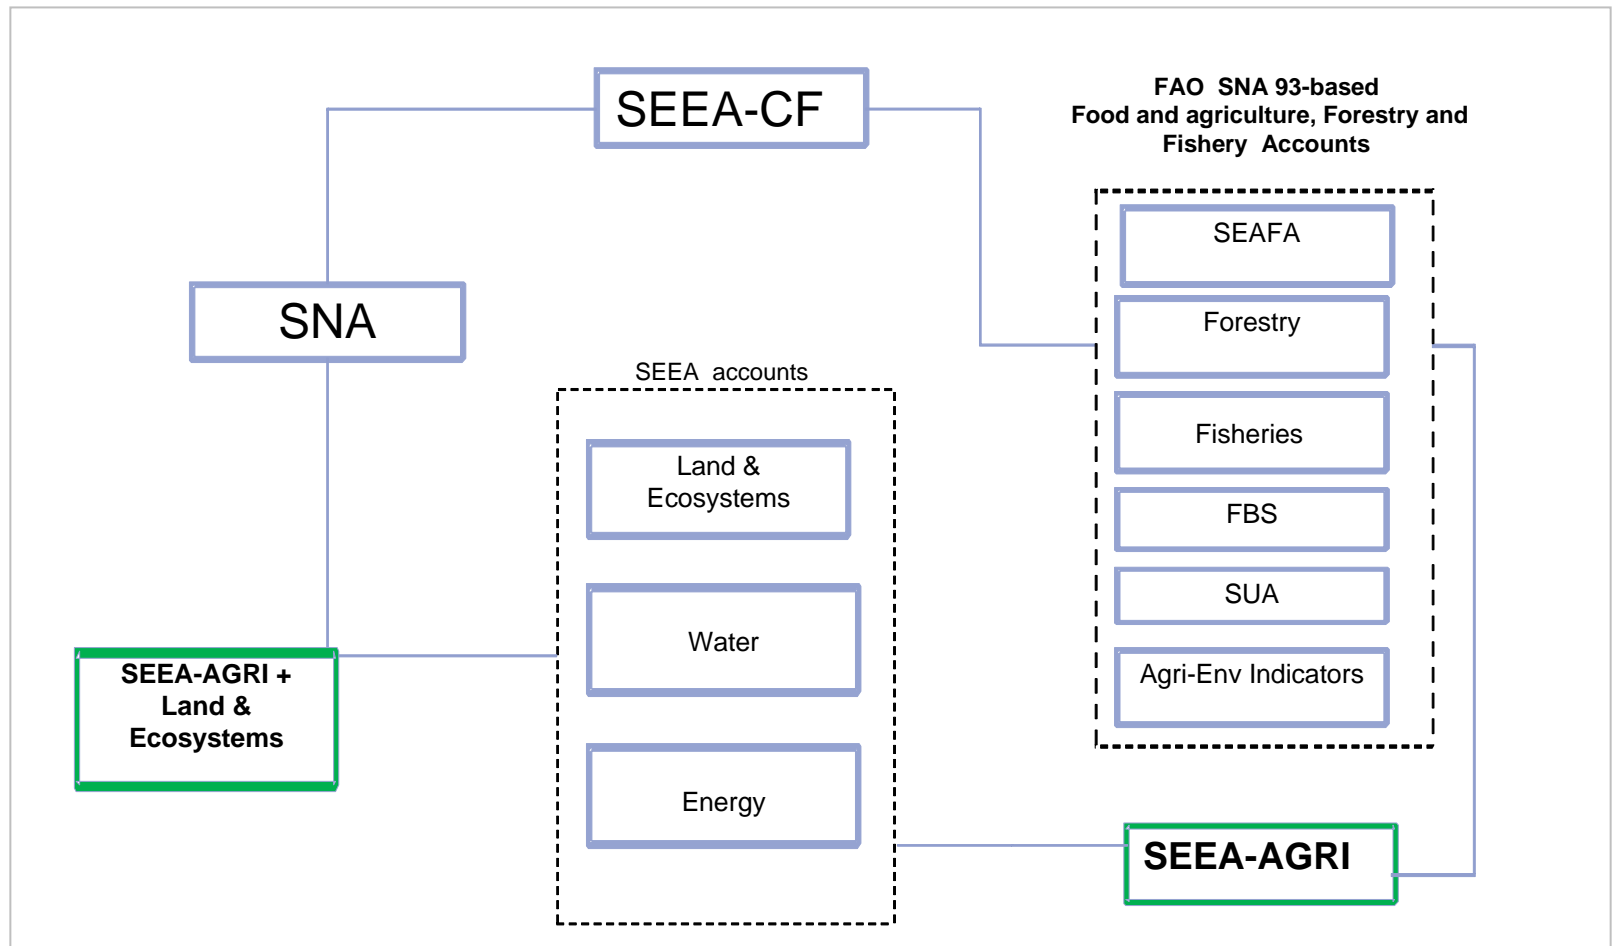 SEEA-CF
FAO SNA 93-based
Food and agriculture, Forestry and
Fishery Accounts
SEAFA
SNA
Forestry
SEEA accounts
Fisheries
Land &
Ecosystems
FBS
SUA
Water
SEEA-AGRI +
Land &
Ecosystems
Agri-Env Indicators
Energy
SEEA-AGRI